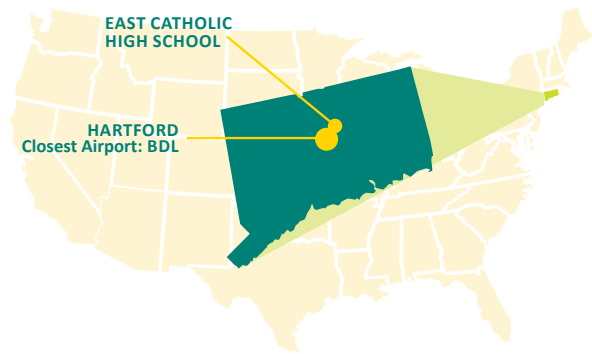 EAST CATHOLIC
HIGH SCHOOL
HARTFORD
Closest Airport: BDL